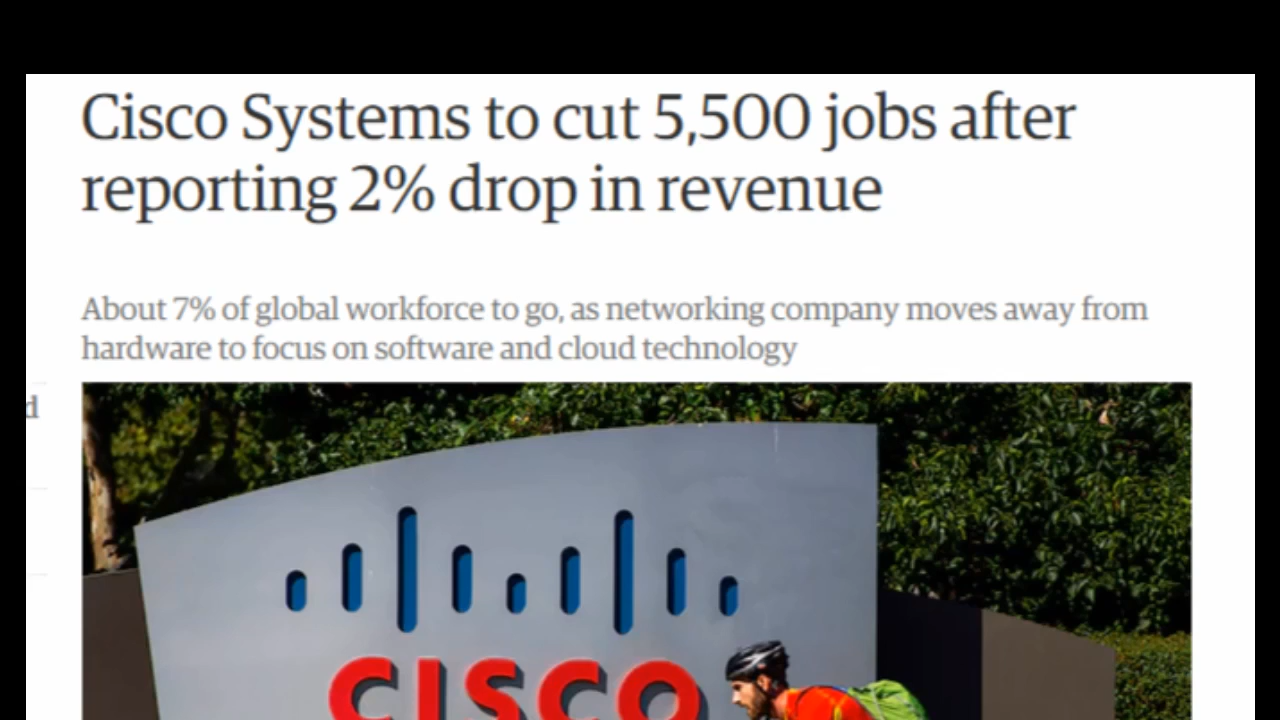 Cisco Systems to cut 5,500 jobs after
reporting 2% drop in revenue
About 7% of global workforce to go, as networking company moves away from
hardware to focus on software and cloud technology
d
CISCO